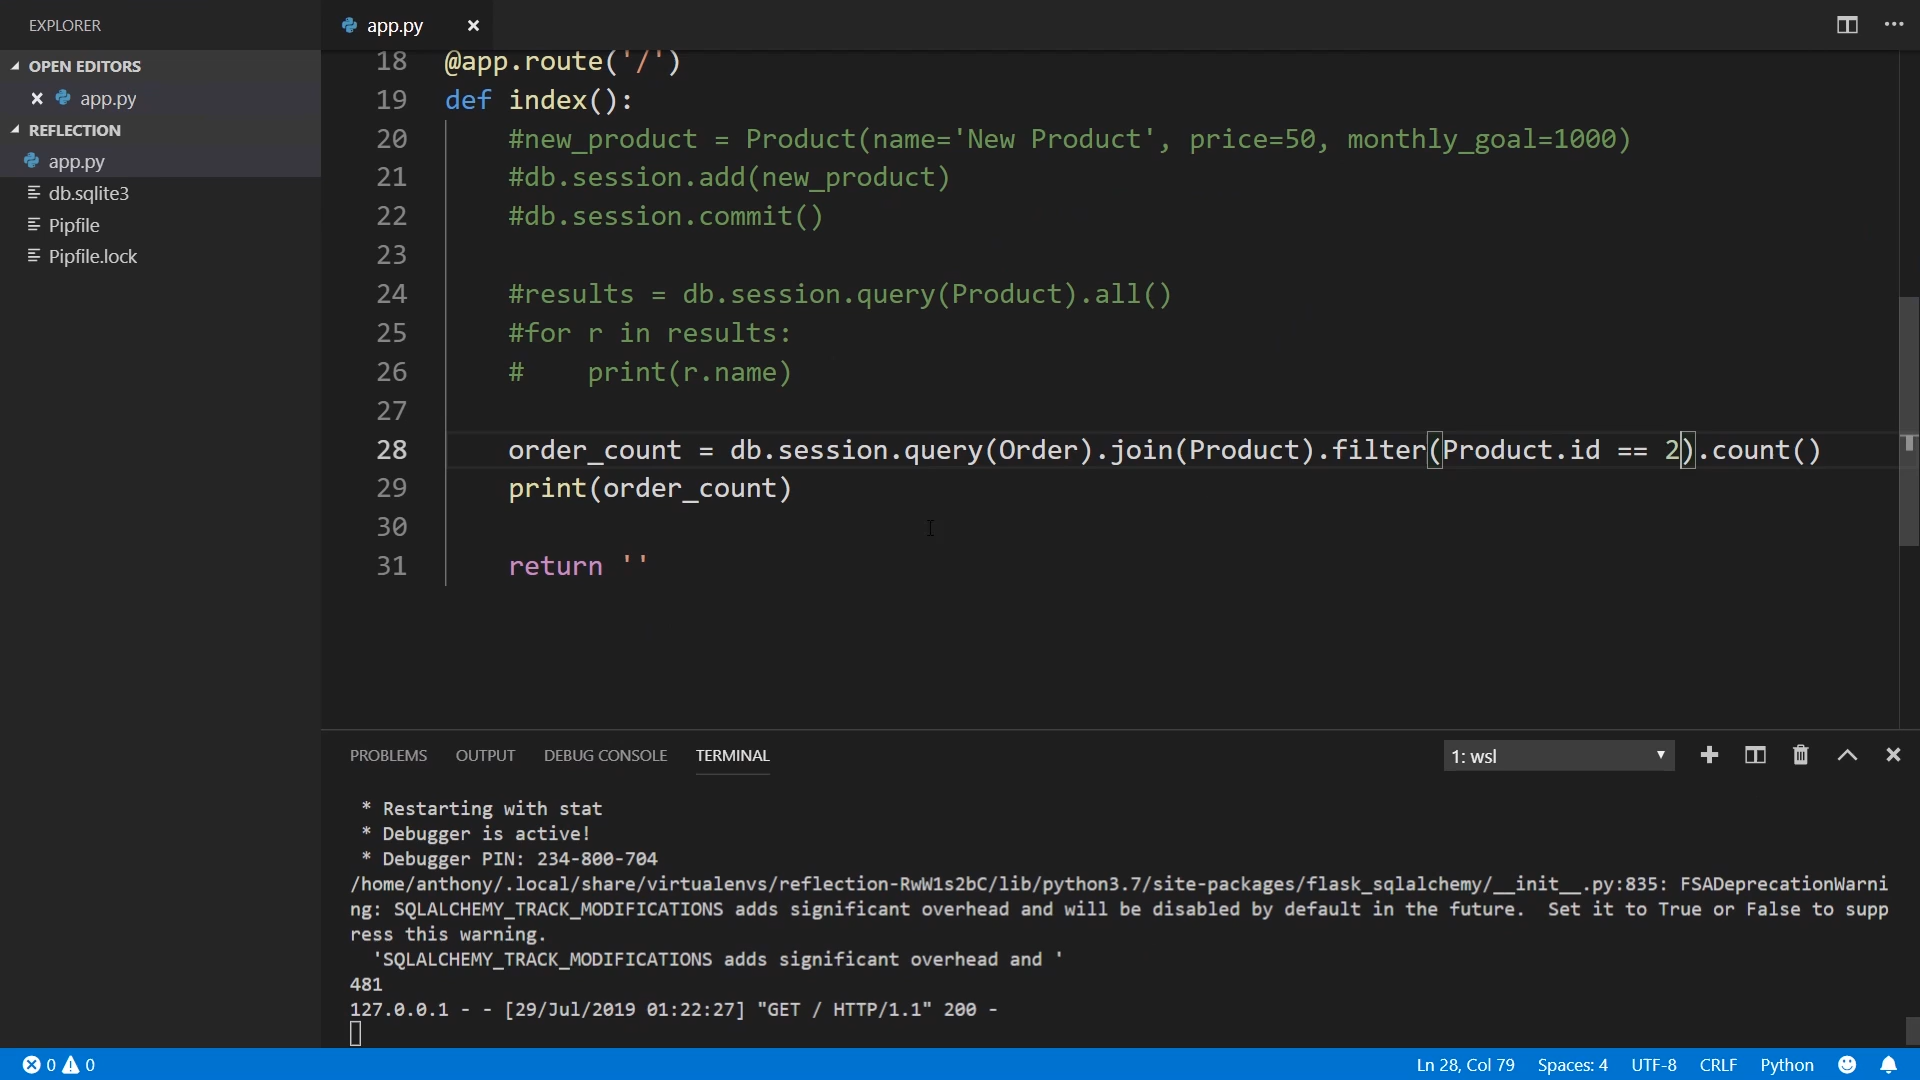 EXPLORER
OPEN EDITORS
app.py
REFLECTION
app.py
db.sqlite3
Pipfile
Pipfile.lock
app.py
18 @app.route('/')
19 def index():
20     #new_product = Product(name='New Product', price=50, monthly_goal=1000)
21     #db.session.add(new_product)
22     #db.session.commit()
23
24     #results = db.session.query(Product).all()
25     #for r in results:
26     #    print(r.name)
27
28     order_count = db.session.query(Order).join(Product).filter(Product.id == 2).count()
29     print(order_count)
30
31     return ''
PROBLEMS OUTPUT DEBUG CONSOLE TERMINAL 1: wsl
* Restarting with stat
* Debugger is active!
* Debugger PIN: 234-800-704
/home/anthony/.local/share/virtualenvs/reflection-RwW1s2bC/lib/python3.7/site-packages/flask_sqlalchemy/__init__.py:835: FSADeprecationWarni
ng: SQLALCHEMY_TRACK_MODIFICATIONS adds significant overhead and will be disabled by default in the future.  Set it to True or False to supp
ress this warning.
'SQLALCHEMY_TRACK_MODIFICATIONS adds significant overhead and '
481
127.0.0.1 - - [29/Jul/2019 01:22:27] "GET / HTTP/1.1" 200 -
0 0 Ln 28, Col 79 Spaces: 4 UTF-8 CRLF Python